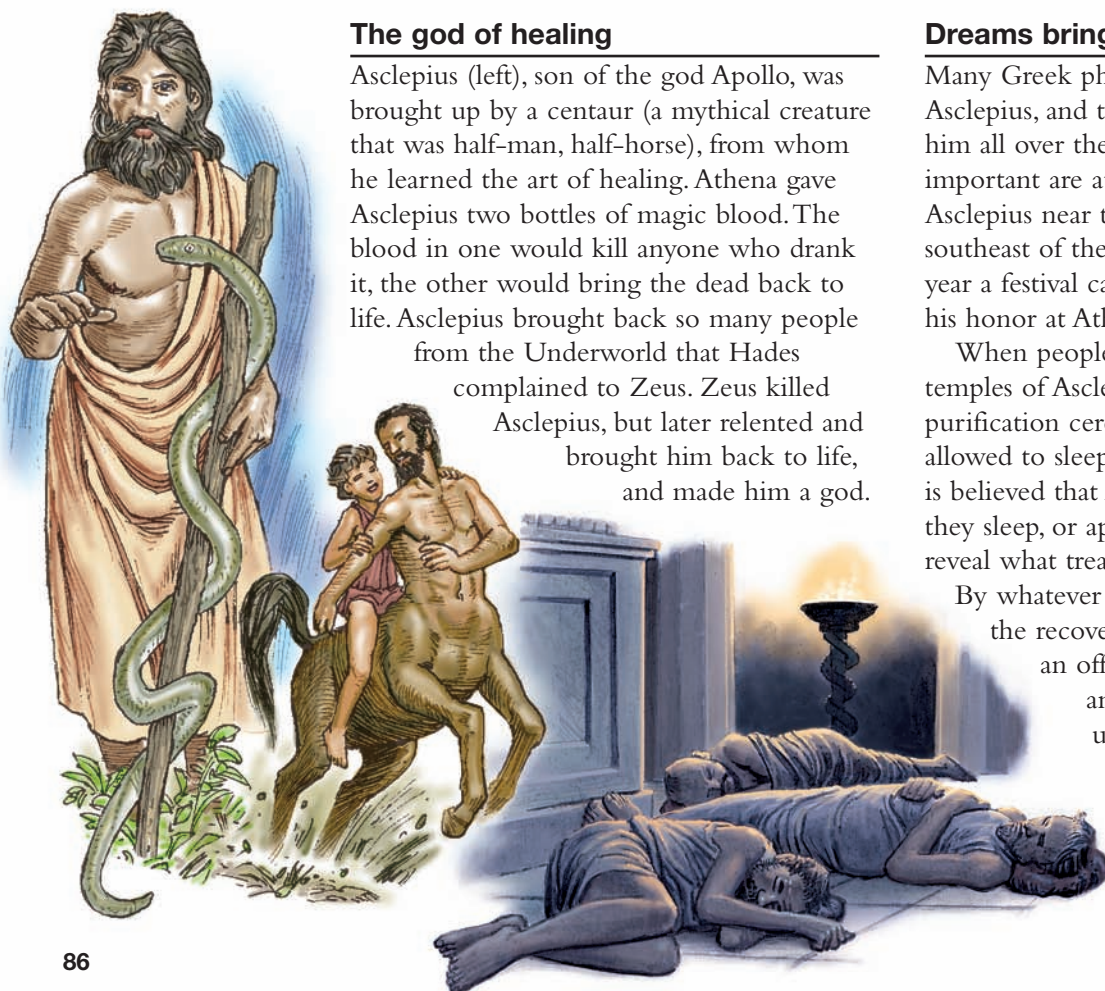 The god of healing
Asclepius (left), son of the god Apollo, was
brought up by a centaur (a mythical creature
that was half-man, half-horse), from whom
he learned the art of healing. Athena gave
Asclepius two bottles of magic blood. The
blood in one would kill anyone who drank
it, the other would bring the dead back to
life. Asclepius brought back so many people
from the Underworld that Hades
complained to Zeus. Zeus killed
Asclepius, but later relented and
brought him back to life,
and made him a god.
Dreams bring
Many Greek ph
Asclepius, and t
him all over the
important are a
Asclepius near t
southeast of the
year a festival ca
his honor at Ath
When people
temples of Ascle
purification cere
allowed to sleep
is believed that
they sleep, or ap
reveal what trea
By whatever
the recove
an off
an
u
86